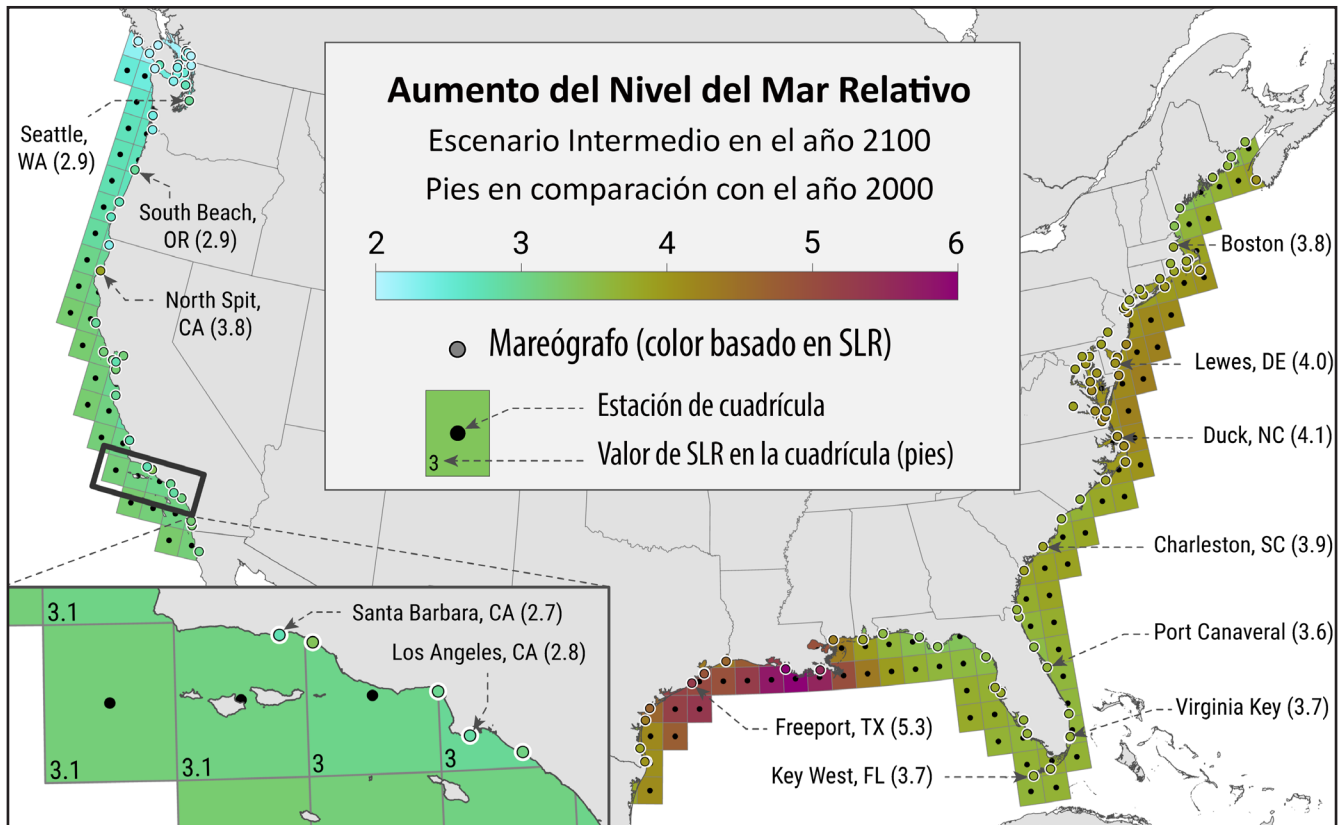 Aumento del Nivel del Mar Relativo
Escenario Intermedio en el año 2100
Pies en comparación con el año 2000
2 3 4 5 6
Mareógrafo (color basado en SLR)
Estación de cuadrícula
3
Valor de SLR en la cuadrícula (pies)
Seattle,
WA (2.9)
South Beach,
OR (2.9)
North Spit,
CA (3.8)
Boston (3.8)
Lewes, DE (4.0)
Duck, NC (4.1)
Charleston, SC (3.9)
Port Canaveral (3.6)
Virginia Key (3.7)
Freeport, TX (5.3)
Key West, FL (3.7)
3.1
Santa Barbara, CA (2.7)
Los Angeles, CA (2.8)
3.1 3.1 3 3